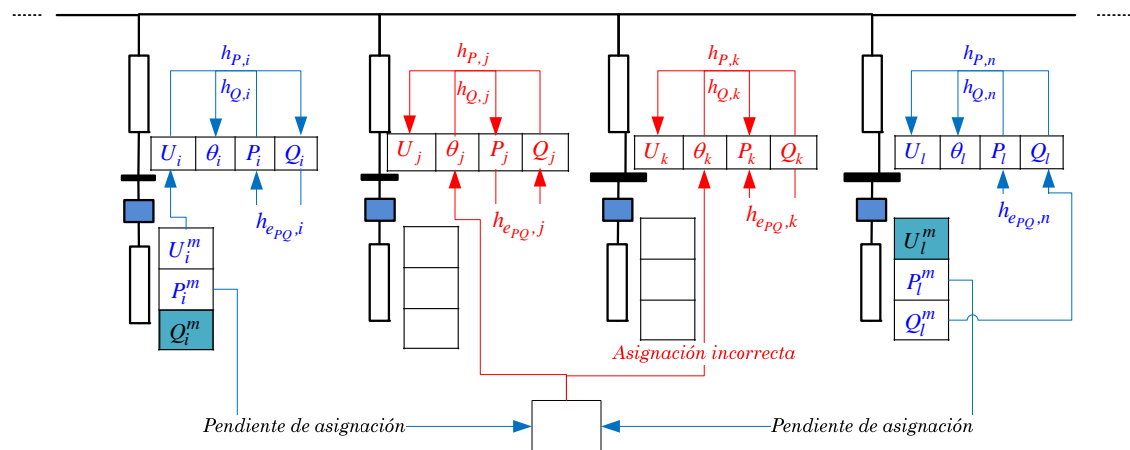 h_{P,i} h_{P,j} h_{P,k} h_{P,n}
h_{Q,i} h_{Q,j} h_{Q,k} h_{Q,n}
U_i θ_i P_i Q_i U_j θ_j P_j Q_j U_k θ_k P_k Q_k U_l θ_l P_l Q_l
h_{e_{PQ},i} h_{e_{PQ},j} h_{e_{PQ},k} h_{e_{PQ},n}
U_i^m U_l^m
P_i^m P_l^m
Q_i^m Q_l^m
Asignación incorrecta
Pendiente de asignación Pendiente de asignación